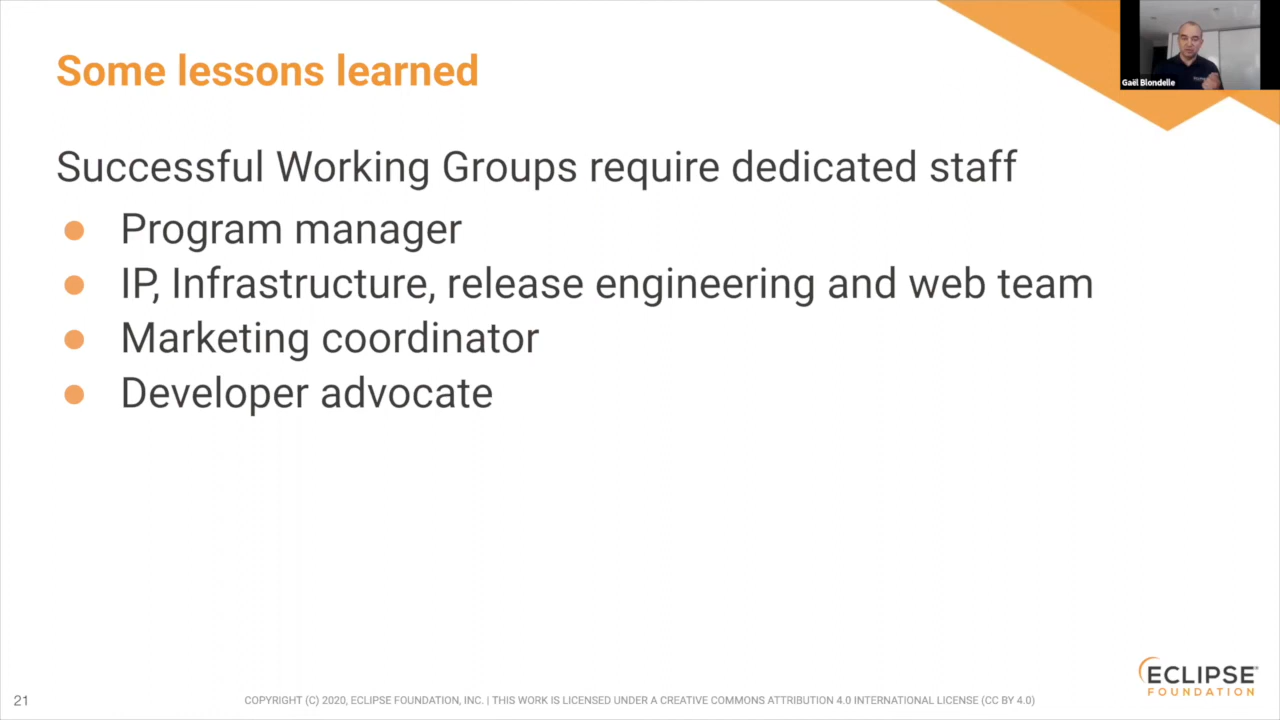 Gaël Blondelle
Some lessons learned
Successful Working Groups require dedicated staff
● Program manager
● IP, Infrastructure, release engineering and web team
● Marketing coordinator
● Developer advocate
21
COPYRIGHT (C) 2020, ECLIPSE FOUNDATION, INC. | THIS WORK IS LICENSED UNDER A CREATIVE COMMONS ATTRIBUTION 4.0 INTERNATIONAL LICENSE (CC BY 4.0)
ECLIPSE
FOUNDATION